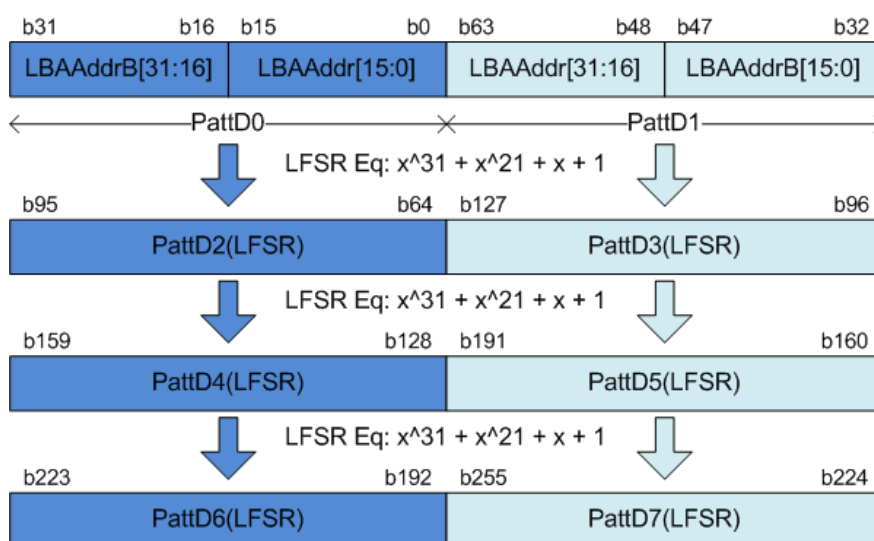 b31 b16 b15 b0 b63 b48 b47 b32
LBAAddrB[31:16] LBAAddr[15:0] LBAAddr[31:16] LBAAddrB[15:0]
PattD0 PattD1
LFSR Eq: x^31 + x^21 + x + 1
b95 b64 b127 b96
PattD2(LFSR) PattD3(LFSR)
LFSR Eq: x^31 + x^21 + x + 1
b159 b128 b191 b160
PattD4(LFSR) PattD5(LFSR)
LFSR Eq: x^31 + x^21 + x + 1
b223 b192 b255 b224
PattD6(LFSR) PattD7(LFSR)